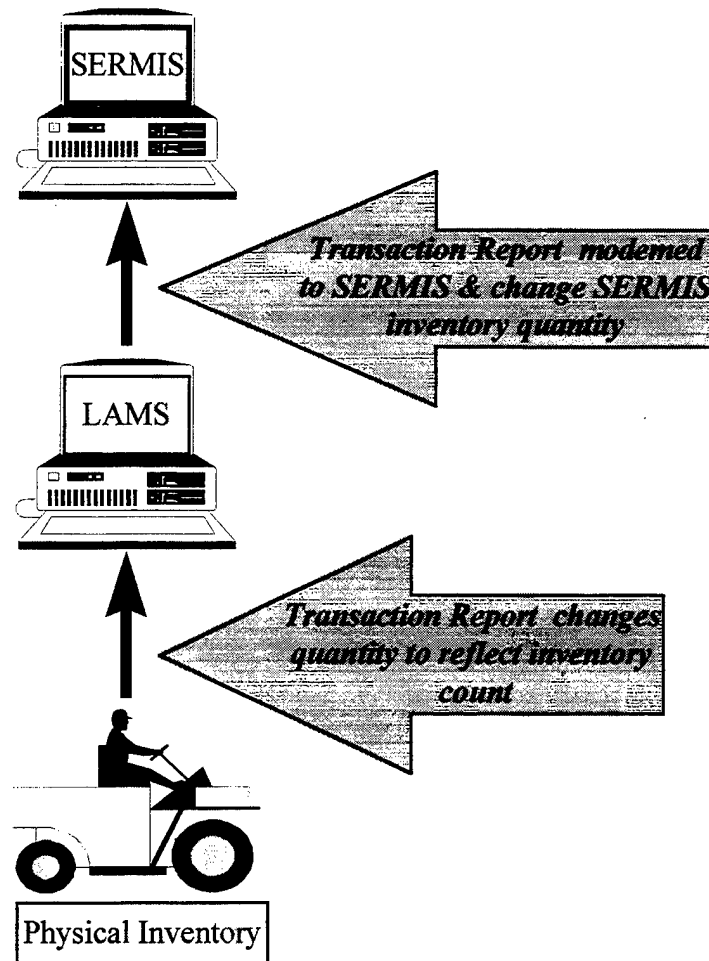 SERMIS
Transaction Report modemed
to SERMIS & change SERMIS
inventory quantity
LAMS
Transaction Report changes
quantity to reflect inventory
count
Physical Inventory